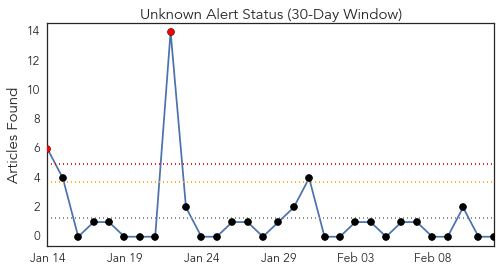 Unknown Alert Status (30-Day Window)
Articles Found
14
12
10
8
6
4
2
0
Jan 14 Jan 19 Jan 24 Jan 29 Feb 03 Feb 08